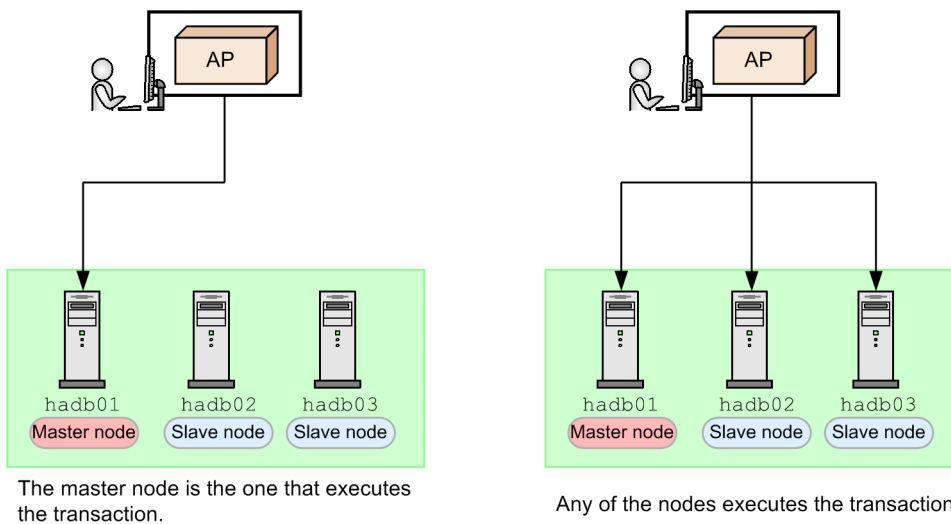 AP
hadb01 hadb02 hadb03
Master node Slave node Slave node
The master node is the one that executes
the transaction.
AP
hadb01 hadb02 hadb03
Master node Slave node Slave node
Any of the nodes executes the transaction